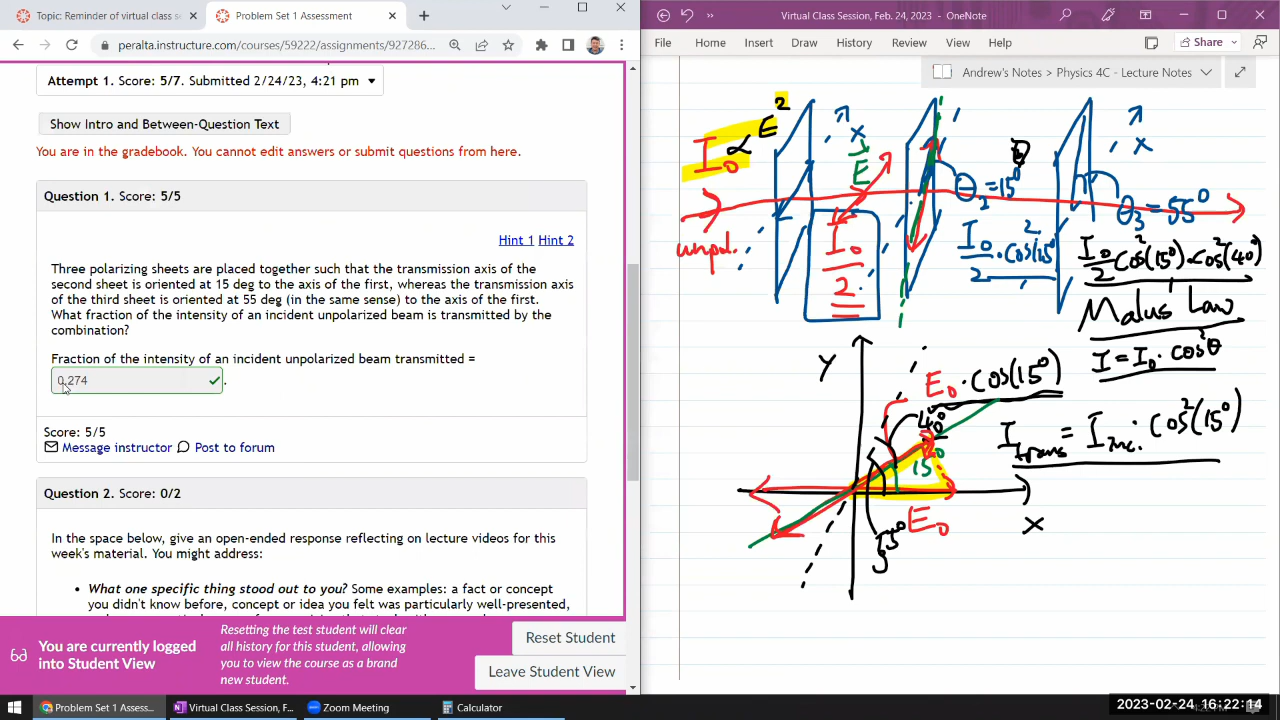 Topic: Reminder of virtual class se
Problem Set 1 Assessment
peralta.instructure.com/courses/59222/assignments/927286...
Attempt 1. Score: 5/7. Submitted 2/24/23, 4:21 pm
Show Intro and Between-Question Text
You are in the gradebook. You cannot edit answers or submit questions from here.
Question 1. Score: 5/5
Hint 1 Hint 2
Three polarizing sheets are placed together such that the transmission axis of the
second sheet is oriented at 15 deg to the axis of the first, whereas the transmission axis
of the third sheet is oriented at 55 deg (in the same sense) to the axis of the first.
What fraction of the intensity of an incident unpolarized beam is transmitted by the
combination?
Fraction of the intensity of an incident unpolarized beam transmitted =
0.274
.
Score: 5/5
Message instructor Post to forum
Question 2. Score: 0/2
In the space below, give an open-ended response reflecting on lecture videos for this
week's material. You might address:
• What one specific thing stood out to you? Some examples: a fact or concept
you didn't know before, concept or idea you felt was particularly well-presented,
You are currently logged
into Student View
Resetting the test student will clear
all history for this student, allowing
you to view the course as a brand
new student.
Reset Student
Leave Student View
Virtual Class Session, Feb. 24, 2023 - OneNote
File Home Insert Draw History Review View Help
Share
Andrew's Notes > Physics 4C - Lecture Notes
I₀ ∝ E²
x
E
x
θ₂=15°
θ₃=55°
unpol.
I₀/2
I₀/2 · cos²(15°)
I₀/2 cos²(15°) · cos²(40°)
Malus Law
I = I₀ · cos²θ
y
E₀ · cos(15°)
40°
15°
I trans = I inc. · cos²(15°)
E₀
x
55°
Problem Set 1 Assess...
Virtual Class Session,...
Zoom Meeting
Calculator
2023-02-24 16:22:14